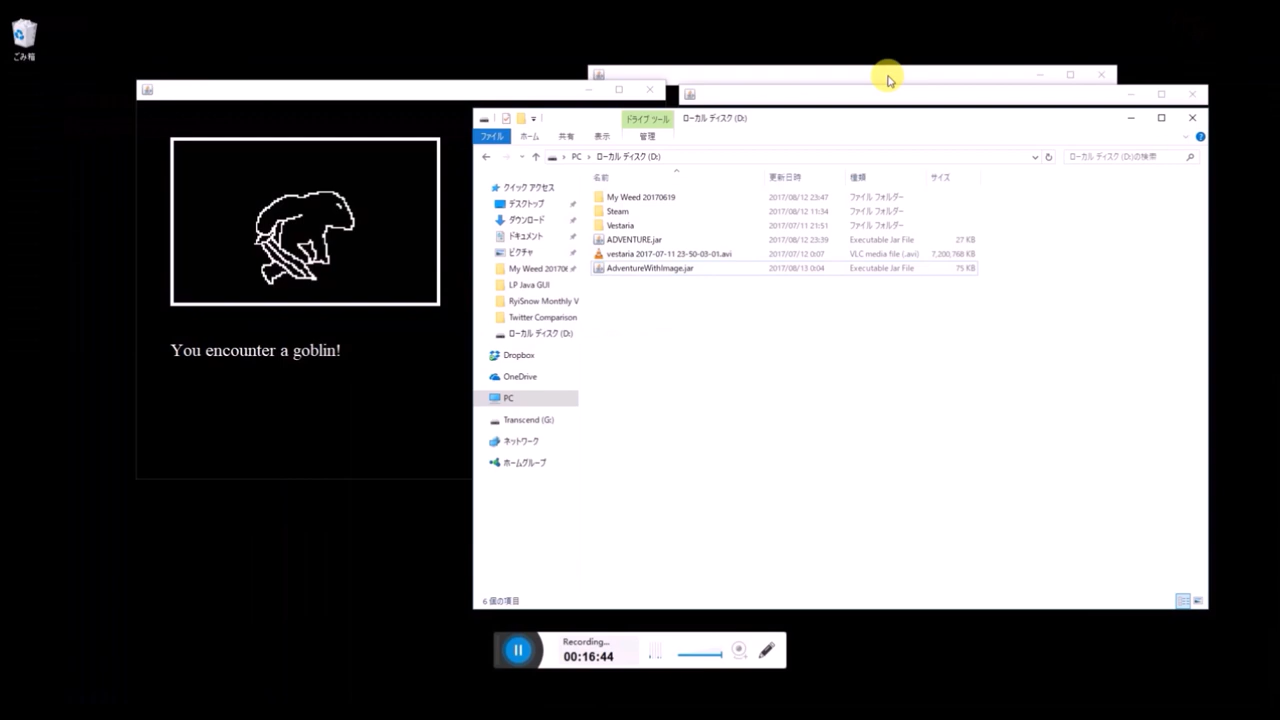 ごみ箱
ドライブ ツール
ローカル ディスク (D:)
ファイル
ホーム
共有
表示
管理
PC
ローカル ディスク (D:)
ローカル ディスク (D:)の検索
名前
更新日時
種類
サイズ
クイック アクセス
デスクトップ
ダウンロード
ドキュメント
ピクチャ
My Weed 20170
LP Java GUI
RyiSnow Monthly V
Twitter Comparison
ローカル ディスク (D:)
Dropbox
OneDrive
PC
Transcend (G:)
ネットワーク
ホームグループ
My Weed 20170619 2017/08/12 23:47 ファイル フォルダー
Steam 2017/08/12 11:34 ファイル フォルダー
Vestaria 2017/07/11 21:51 ファイル フォルダー
ADVENTURE.jar 2017/08/12 23:39 Executable Jar File 27 KB
vestaria 2017-07-11 23-50-03-01.avi 2017/07/12 0:07 VLC media file (.avi) 7,200,768 KB
AdventureWithImage.jar 2017/08/13 0:04 Executable Jar File 75 KB
6 個の項目
You encounter a goblin!
Recording...
00:16:44